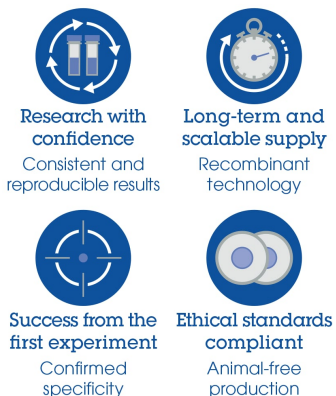 Research with
confidence
Consistent and
reproducible results
Long-term and
scalable supply
Recombinant
technology
Success from the
first experiment
Confirmed
specificity
Ethical standards
compliant
Animal-free
production